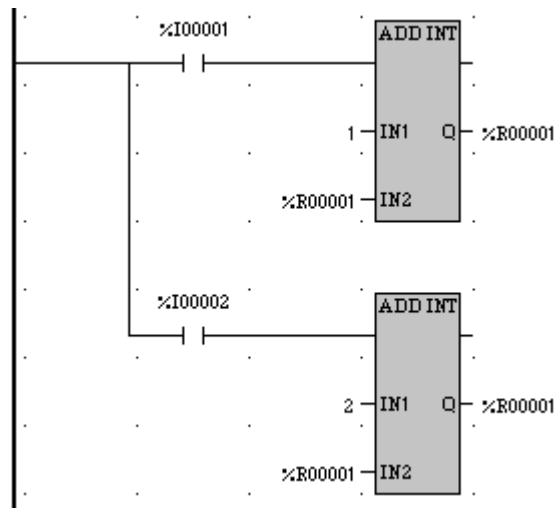 %I00001
ADD INT
1 IN1 Q %R00001
%R00001 IN2
%I00002
ADD INT
2 IN1 Q %R00001
%R00001 IN2